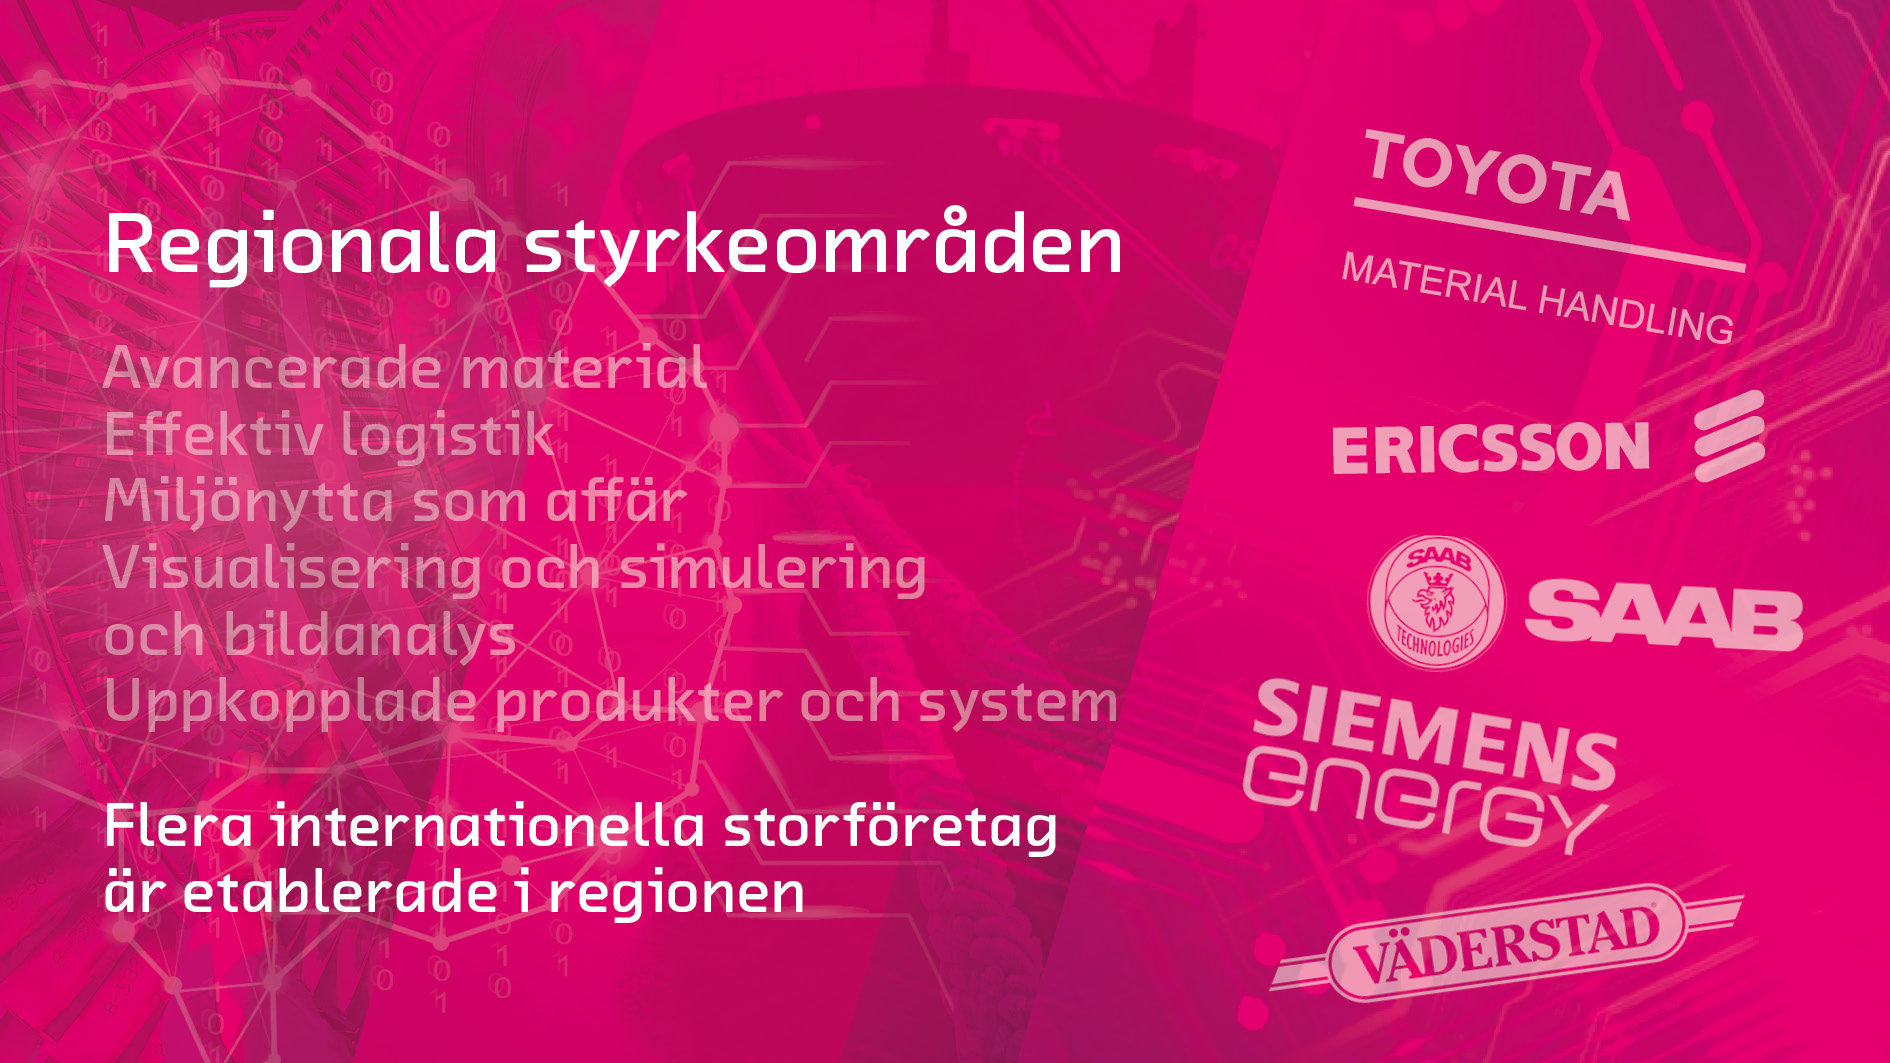 Regionala styrkeområden
Avancerade material
Effektiv logistik
Miljönytta som affär
Visualisering och simulering
och bildanalys
Uppkopplade produkter och system
Flera internationella storföretag
är etablerade i regionen
TOYOTA
MATERIAL HANDLING
ERICSSON
SAAB
TECHNOLOGIES
SAAB
SIEMENS
energy
VÄDERSTAD